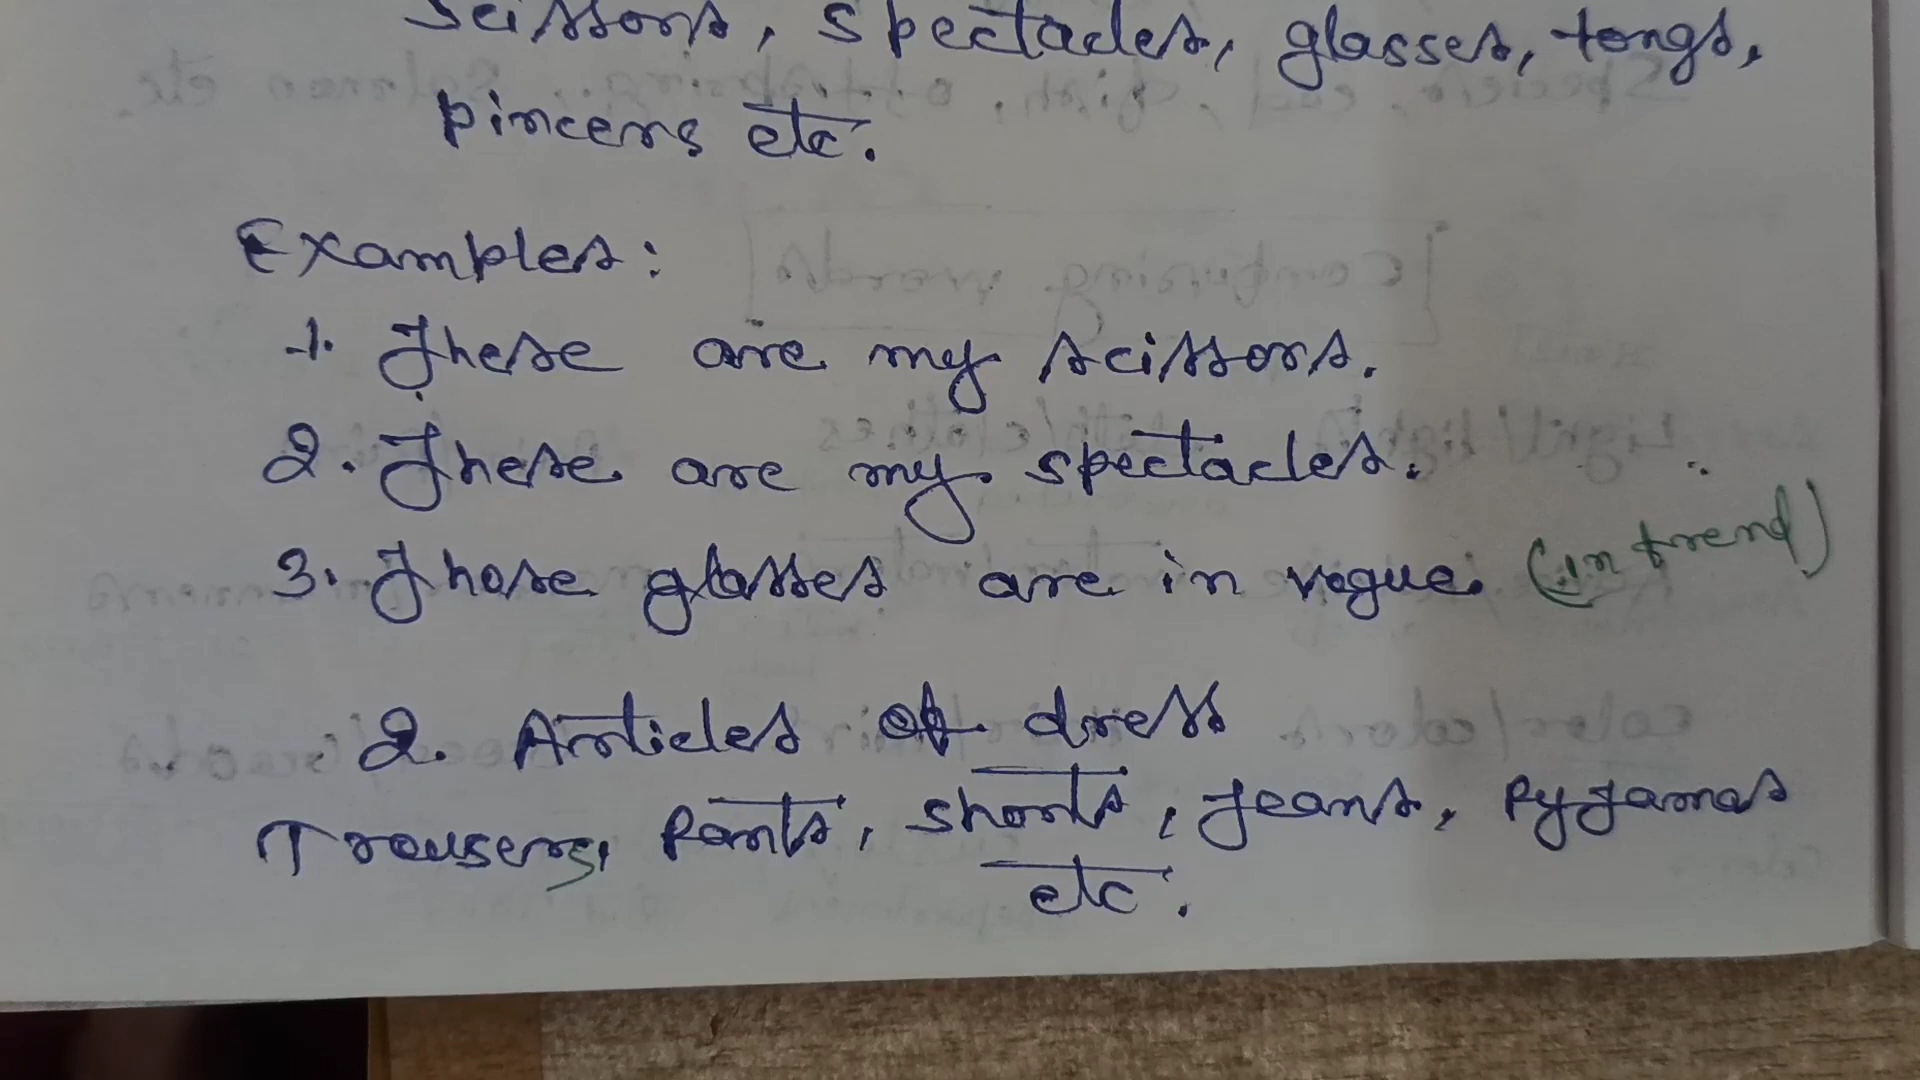 scissors, spectacles, glasses, tongs,
pincers etc.
Examples:
1. These are my scissors.
2. These are my spectacles.
3. Those glasses are in vogue. (in trend)
2. Articles of dress
Trousers, Pants, shorts, jeans, Pyjamas
etc.